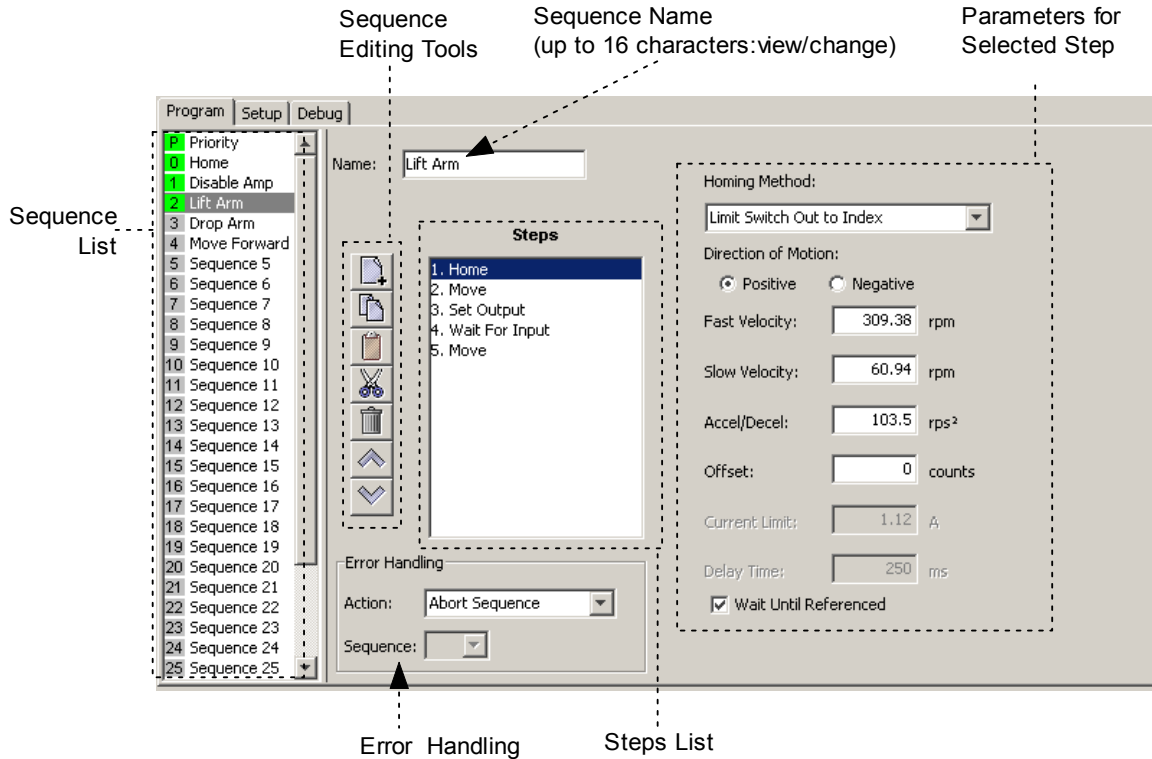 Sequence
Editing Tools
Sequence Name
(up to 16 characters:view/change)
Parameters for
Selected Step
Program
Setup
Debug
Sequence
List
P Priority
0 Home
1 Disable Amp
2 Lift Arm
3 Drop Arm
4 Move Forward
5 Sequence 5
6 Sequence 6
7 Sequence 7
8 Sequence 8
9 Sequence 9
10 Sequence 10
11 Sequence 11
12 Sequence 12
13 Sequence 13
14 Sequence 14
15 Sequence 15
16 Sequence 16
17 Sequence 17
18 Sequence 18
19 Sequence 19
20 Sequence 20
21 Sequence 21
22 Sequence 22
23 Sequence 23
24 Sequence 24
25 Sequence 25
Name: Lift Arm
Steps
1. Home
2. Move
3. Set Output
4. Wait For Input
5. Move
Error Handling
Action: Abort Sequence
Sequence:
Homing Method:
Limit Switch Out to Index
Direction of Motion:
Positive Negative
Fast Velocity: 309.38 rpm
Slow Velocity: 60.94 rpm
Accel/Decel: 103.5 rps²
Offset: 0 counts
Current Limit: 1.12 A
Delay Time: 250 ms
Wait Until Referenced
Error Handling
Steps List